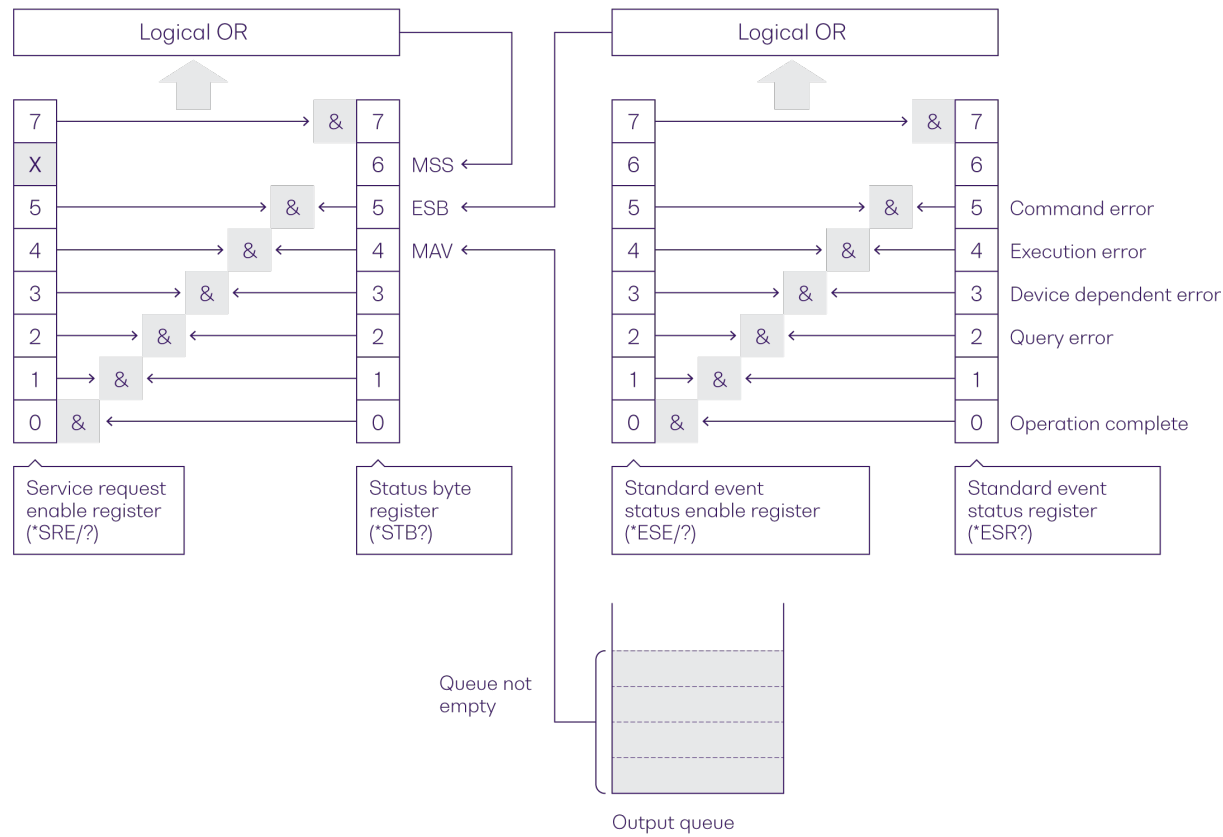 Logical OR
Logical OR
7 & 7
7 & 7
X 6 MSS
6 6
5 & 5 ESB
5 & 5 Command error
4 & 4 MAV
4 & 4 Execution error
3 & 3
3 & 3 Device dependent error
2 & 2
2 & 2 Query error
1 & 1
1 & 1
0 & 0
0 & 0 Operation complete
Service request
enable register
(*SRE/?)
Status byte
register
(*STB?)
Standard event
status enable register
(*ESE/?)
Standard event
status register
(*ESR?)
Queue not
empty
Output queue